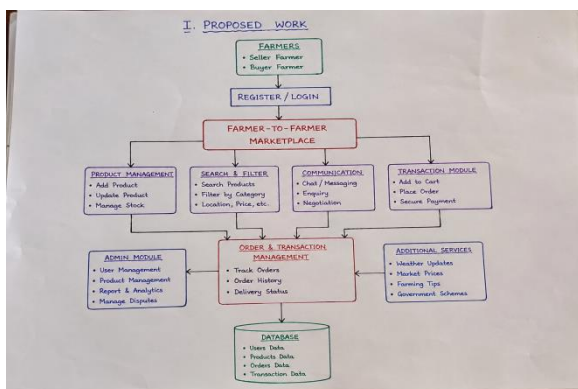 I. PROPOSED WORK
FARMERS
• Seller Farmer
• Buyer Farmer
REGISTER / LOGIN
FARMER-TO-FARMER
MARKETPLACE
PRODUCT MANAGEMENT
• Add Product
• Update Product
• Manage Stock
SEARCH & FILTER
• Search Products
• Filter by Category
• Location, Price, etc.
COMMUNICATION
• Chat / Messaging
• Enquiry
• Negotiation
TRANSACTION MODULE
• Add to Cart
• Place Order
• Secure Payment
ADMIN MODULE
• User Management
• Product Management
• Report & Analytics
• Manage Disputes
ORDER & TRANSACTION
MANAGEMENT
• Track Orders
• Order History
• Delivery Status
ADDITIONAL SERVICES
• Weather Updates
• Market Prices
• Farming Tips
• Government Schemes
DATABASE
• Users Data
• Products Data
• Orders Data
• Transaction Data